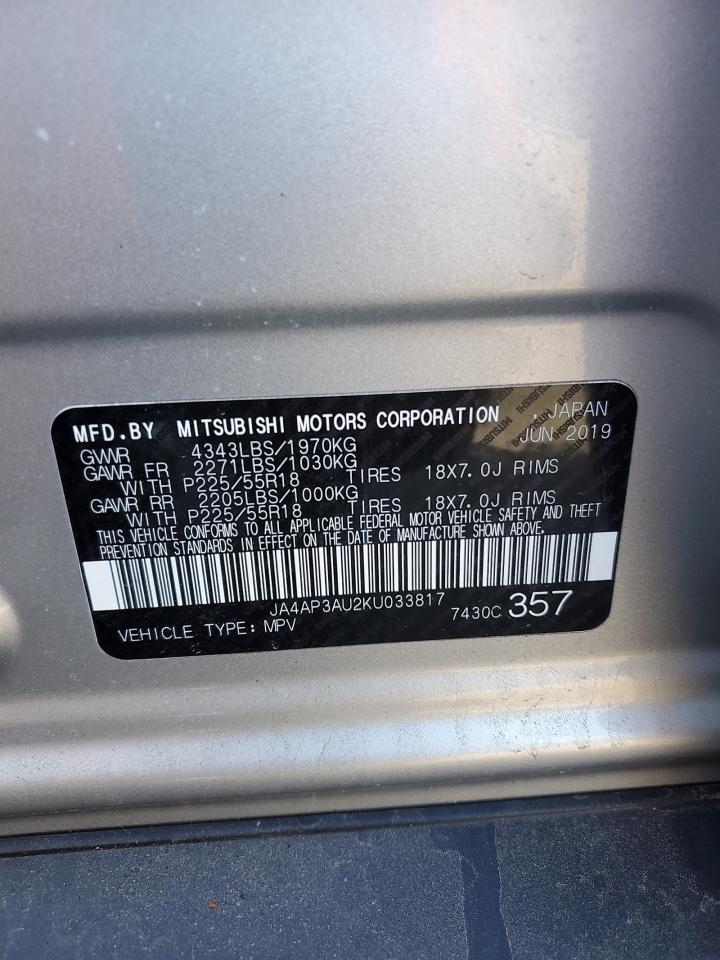 MFD.BY MITSUBISHI MOTORS CORPORATION , JAPAN
GVWR 4343LBS/1970KG JUN 2019
GAWR FR 2271LBS/1030KG
WITH P225/55R18 TIRES 18X7.0J RIMS
GAWR RR 2205LBS/1000KG
WITH P225/55R18 TIRES 18X7.0J RIMS
THIS VEHICLE CONFORMS TO ALL APPLICABLE FEDERAL MOTOR VEHICLE SAFETY AND THEFT
PREVENTION STANDARDS IN EFFECT ON THE DATE OF MANUFACTURE SHOWN ABOVE.
JA4AP3AU2KU033817
VEHICLE TYPE: MPV 7430C 357